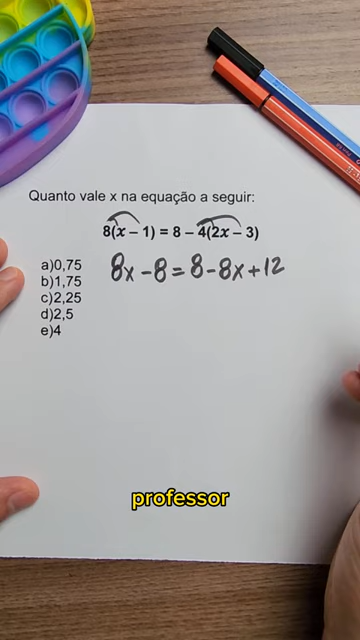 Quanto vale x na equação a seguir:
8(x – 1) = 8 – 4(2x – 3)
a)0,75
8x – 8 = 8 – 8x + 12
b)1,75
c)2,25
d)2,5
e)4
professor